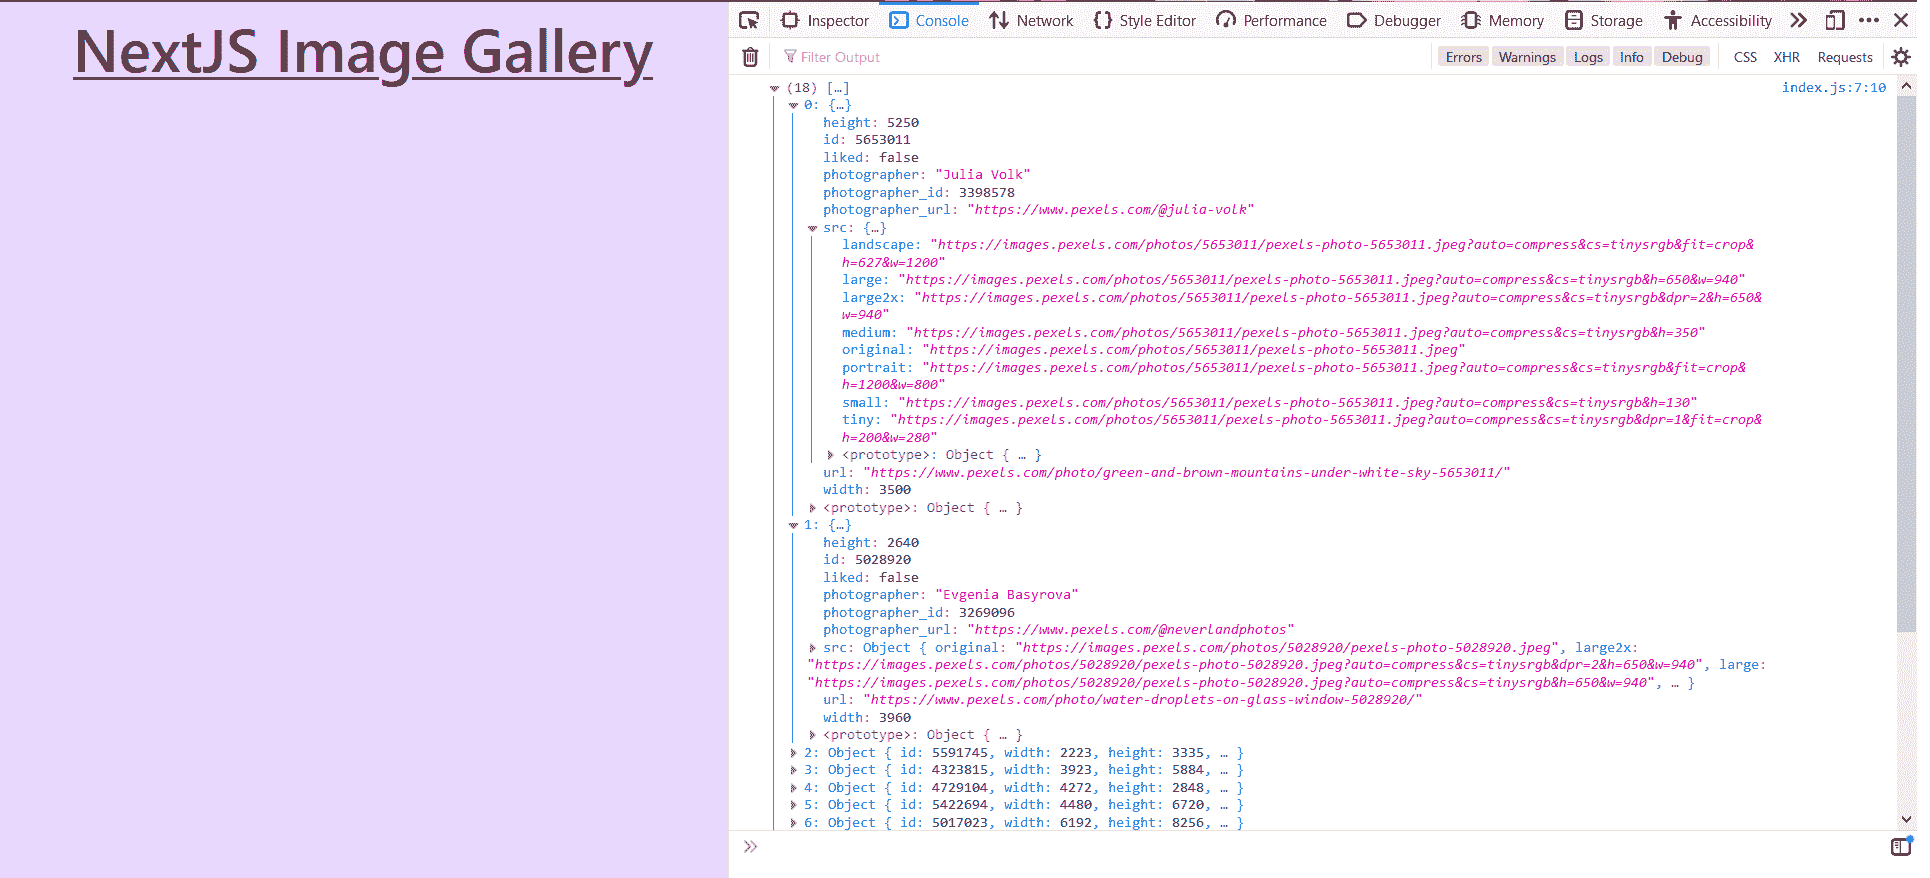 NextJS Image Gallery
Inspector Console Network Style Editor Performance Debugger Memory Storage Accessibility
Filter Output Errors Warnings Logs Info Debug CSS XHR Requests
(18) […] index.js:7:10
0: {…}
height: 5250
id: 5653011
liked: false
photographer: "Julia Volk"
photographer_id: 3398578
photographer_url: "https://www.pexels.com/@julia-volk"
src: {…}
landscape: "https://images.pexels.com/photos/5653011/pexels-photo-5653011.jpeg?auto=compress&cs=tinysrgb&fit=crop&
h=627&w=1200"
large: "https://images.pexels.com/photos/5653011/pexels-photo-5653011.jpeg?auto=compress&cs=tinysrgb&h=650&w=940"
large2x: "https://images.pexels.com/photos/5653011/pexels-photo-5653011.jpeg?auto=compress&cs=tinysrgb&dpr=2&h=650&
w=940"
medium: "https://images.pexels.com/photos/5653011/pexels-photo-5653011.jpeg?auto=compress&cs=tinysrgb&h=350"
original: "https://images.pexels.com/photos/5653011/pexels-photo-5653011.jpeg"
portrait: "https://images.pexels.com/photos/5653011/pexels-photo-5653011.jpeg?auto=compress&cs=tinysrgb&fit=crop&
h=1200&w=800"
small: "https://images.pexels.com/photos/5653011/pexels-photo-5653011.jpeg?auto=compress&cs=tinysrgb&h=130"
tiny: "https://images.pexels.com/photos/5653011/pexels-photo-5653011.jpeg?auto=compress&cs=tinysrgb&dpr=1&fit=crop&
h=200&w=280"
<prototype>: Object { … }
url: "https://www.pexels.com/photo/green-and-brown-mountains-under-white-sky-5653011/"
width: 3500
<prototype>: Object { … }
1: {…}
height: 2640
id: 5028920
liked: false
photographer: "Evgenia Basyrova"
photographer_id: 3269096
photographer_url: "https://www.pexels.com/@neverlandphotos"
src: Object { original: "https://images.pexels.com/photos/5028920/pexels-photo-5028920.jpeg", large2x:
"https://images.pexels.com/photos/5028920/pexels-photo-5028920.jpeg?auto=compress&cs=tinysrgb&dpr=2&h=650&w=940", large:
"https://images.pexels.com/photos/5028920/pexels-photo-5028920.jpeg?auto=compress&cs=tinysrgb&h=650&w=940", … }
url: "https://www.pexels.com/photo/water-droplets-on-glass-window-5028920/"
width: 3960
<prototype>: Object { … }
2: Object { id: 5591745, width: 2223, height: 3335, … }
3: Object { id: 4323815, width: 3923, height: 5884, … }
4: Object { id: 4729104, width: 4272, height: 2848, … }
5: Object { id: 5422694, width: 4480, height: 6720, … }
6: Object { id: 5017023, width: 6192, height: 8256, … }